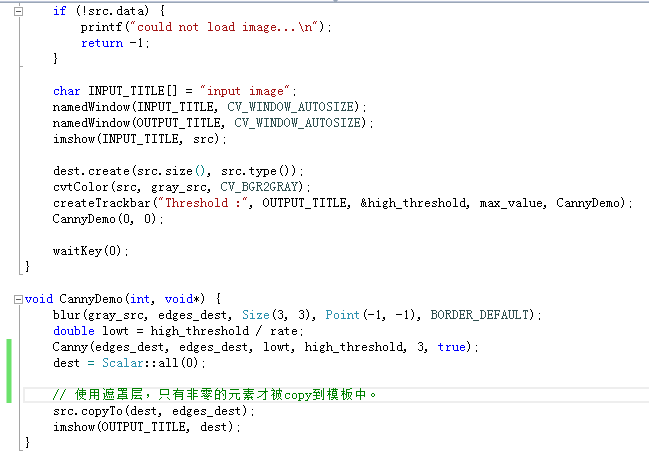 if (!src.data) {
printf("could not load image...\n");
return -1;
}
char INPUT_TITLE[] = "input image";
namedWindow(INPUT_TITLE, CV_WINDOW_AUTOSIZE);
namedWindow(OUTPUT_TITLE, CV_WINDOW_AUTOSIZE);
imshow(INPUT_TITLE, src);
dest.create(src.size(), src.type());
cvtColor(src, gray_src, CV_BGR2GRAY);
createTrackbar("Threshold :", OUTPUT_TITLE, &high_threshold, max_value, CannyDemo);
CannyDemo(0, 0);
waitKey(0);
}
void CannyDemo(int, void*) {
blur(gray_src, edges_dest, Size(3, 3), Point(-1, -1), BORDER_DEFAULT);
double lowt = high_threshold / rate;
Canny(edges_dest, edges_dest, lowt, high_threshold, 3, true);
dest = Scalar::all(0);
// 使用遮罩层，只有非零的元素才被copy到模板中。
src.copyTo(dest, edges_dest);
imshow(OUTPUT_TITLE, dest);
}